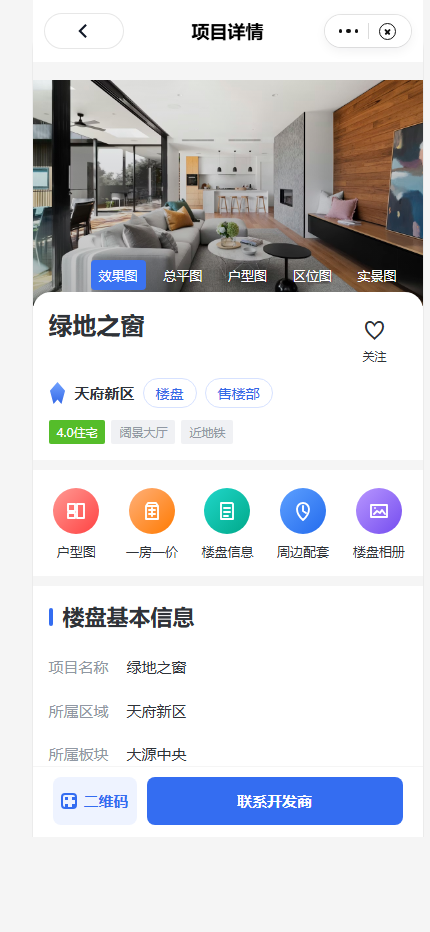 项目详情
效果图 总平图 户型图 区位图 实景图
绿地之窗
关注
天府新区 楼盘 售楼部
4.0住宅 阔景大厅 近地铁
户型图 一房一价 楼盘信息 周边配套 楼盘相册
楼盘基本信息
项目名称 绿地之窗
所属区域 天府新区
所属板块 大源中央
二维码 联系开发商